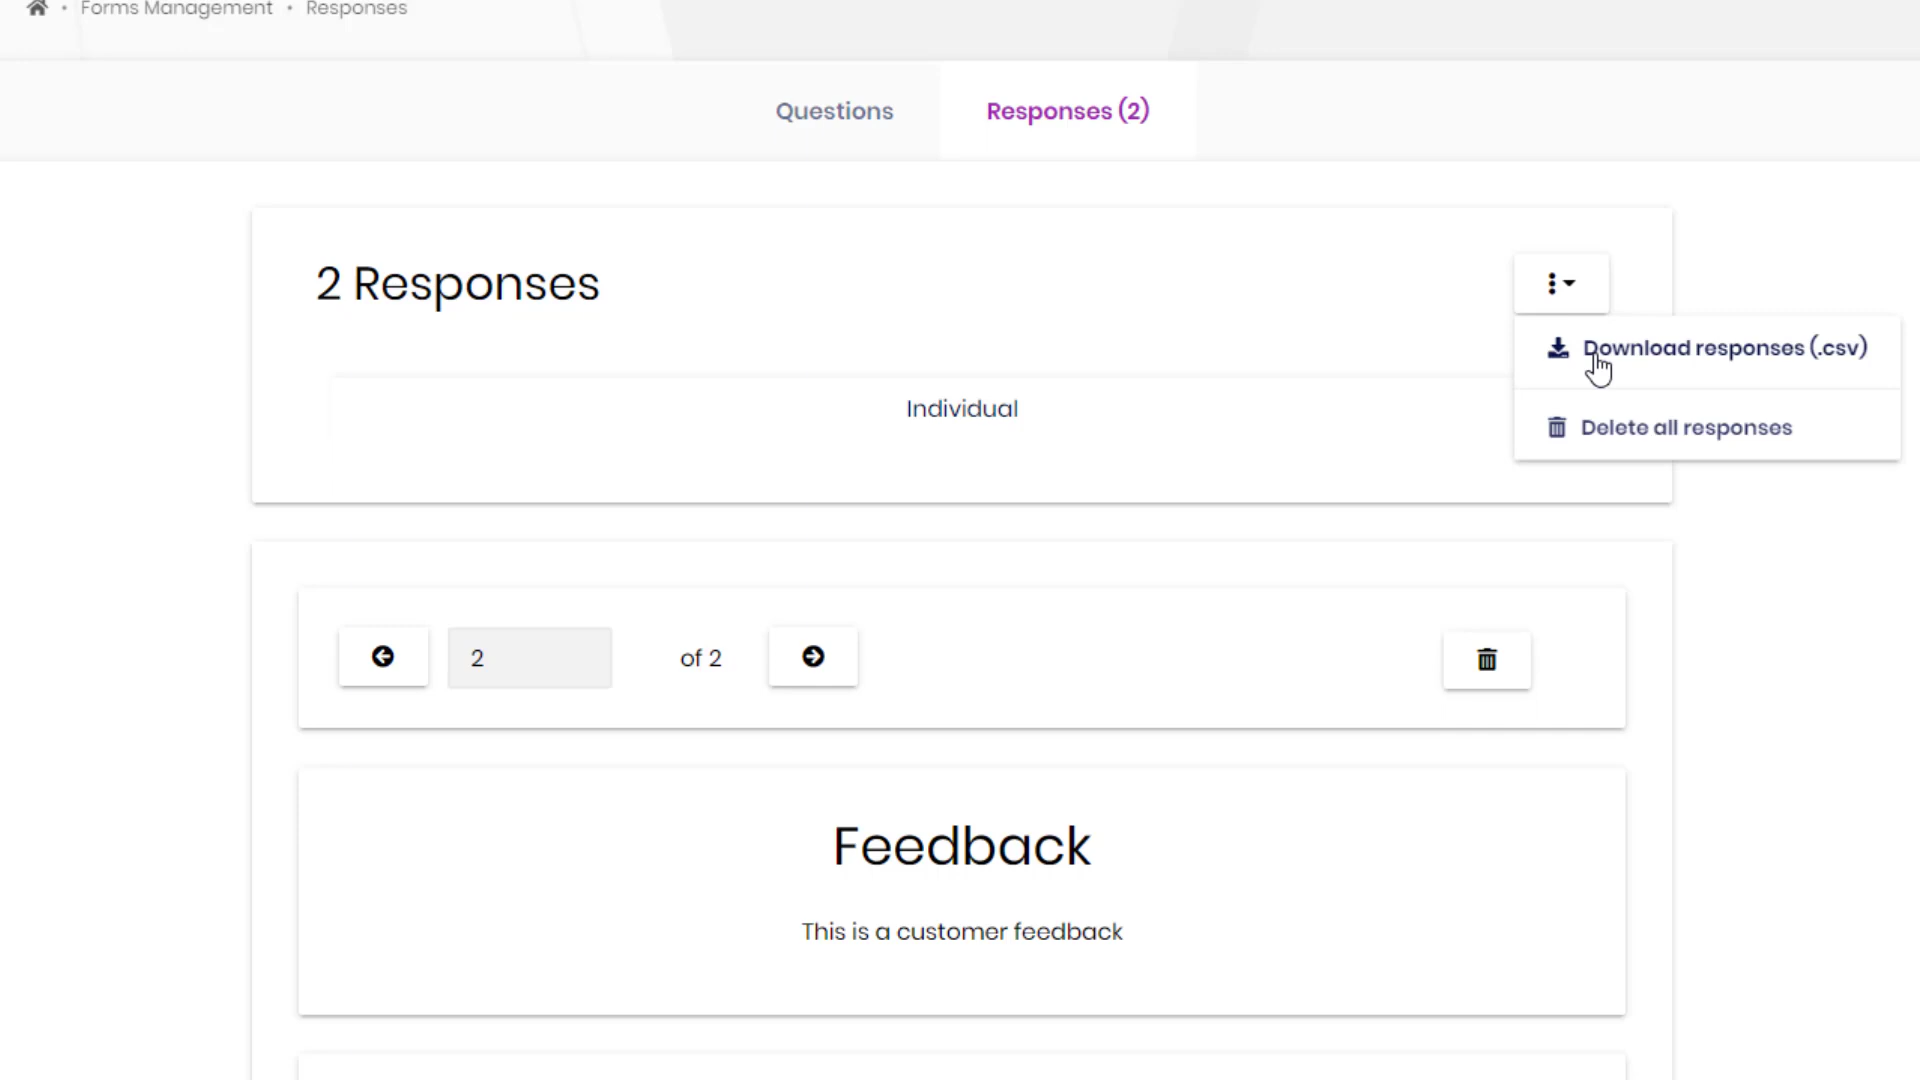 Forms Management • Responses
Questions
Responses (2)
2 Responses
Download responses (.csv)
Individual
Delete all responses
2
of 2
Feedback
This is a customer feedback